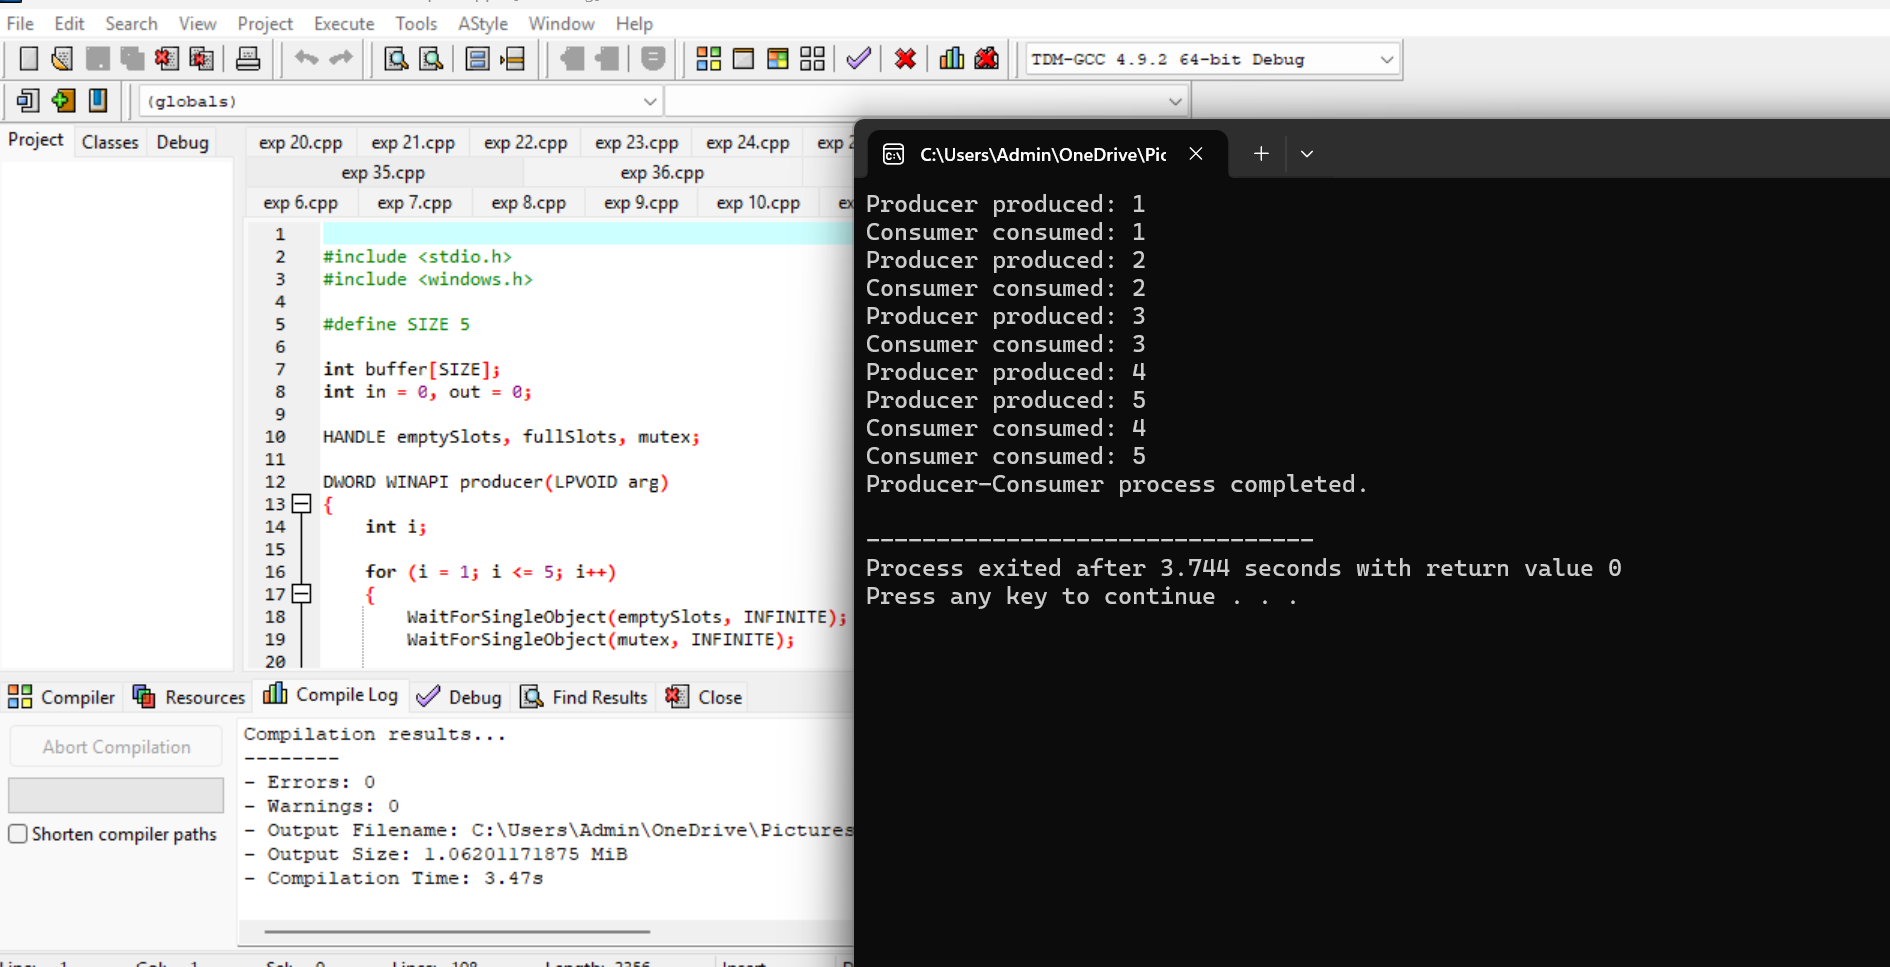 File Edit Search View Project Execute Tools AStyle Window Help
TDM-GCC 4.9.2 64-bit Debug
(globals)
Project Classes Debug
exp 20.cpp exp 21.cpp exp 22.cpp exp 23.cpp exp 24.cpp exp
exp 35.cpp exp 36.cpp
exp 6.cpp exp 7.cpp exp 8.cpp exp 9.cpp exp 10.cpp
1
2 #include <stdio.h>
3 #include <windows.h>
4
5 #define SIZE 5
6
7 int buffer[SIZE];
8 int in = 0, out = 0;
9
10 HANDLE emptySlots, fullSlots, mutex;
11
12 DWORD WINAPI producer(LPVOID arg)
13 {
14 int i;
15
16 for (i = 1; i <= 5; i++)
17 {
18 WaitForSingleObject(emptySlots, INFINITE);
19 WaitForSingleObject(mutex, INFINITE);
20
C:\Users\Admin\OneDrive\Pic
Producer produced: 1
Consumer consumed: 1
Producer produced: 2
Consumer consumed: 2
Producer produced: 3
Consumer consumed: 3
Producer produced: 4
Producer produced: 5
Consumer consumed: 4
Consumer consumed: 5
Producer-Consumer process completed.
--------------------------------
Process exited after 3.744 seconds with return value 0
Press any key to continue . . .
Compiler Resources Compile Log Debug Find Results Close
Abort Compilation
Shorten compiler paths
Compilation results...
--------
- Errors: 0
- Warnings: 0
- Output Filename: C:\Users\Admin\OneDrive\Pictures
- Output Size: 1.06201171875 MiB
- Compilation Time: 3.47s